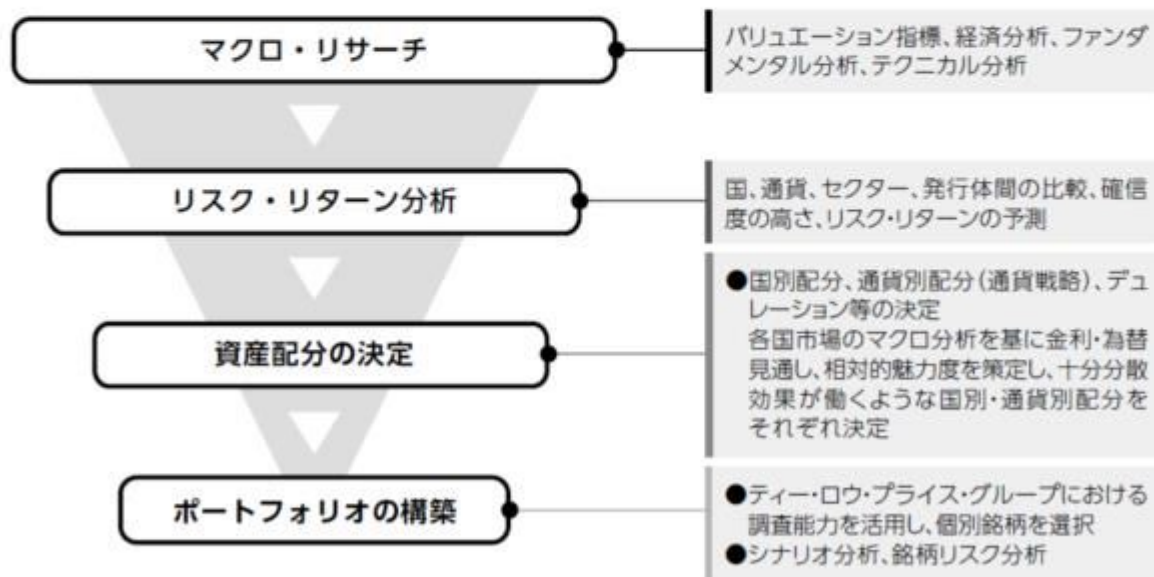 マクロ・リサーチ
バリュエーション指標、経済分析、ファンダ
メンタル分析、テクニカル分析
リスク・リターン分析
国、通貨、セクター、発行体間の比較、確信
度の高さ、リスク・リターンの予測
資産配分の決定
●国別配分、通貨別配分(通貨戦略)、デュ
レーション等の決定
各国市場のマクロ分析を基に金利・為替
見通し、相対的魅力度を策定し、十分分散
効果が働くような国別・通貨別配分を
それぞれ決定
ポートフォリオの構築
●ティー・ロウ・プライス・グループにおける
調査能力を活用し、個別銘柄を選択
●シナリオ分析、銘柄リスク分析